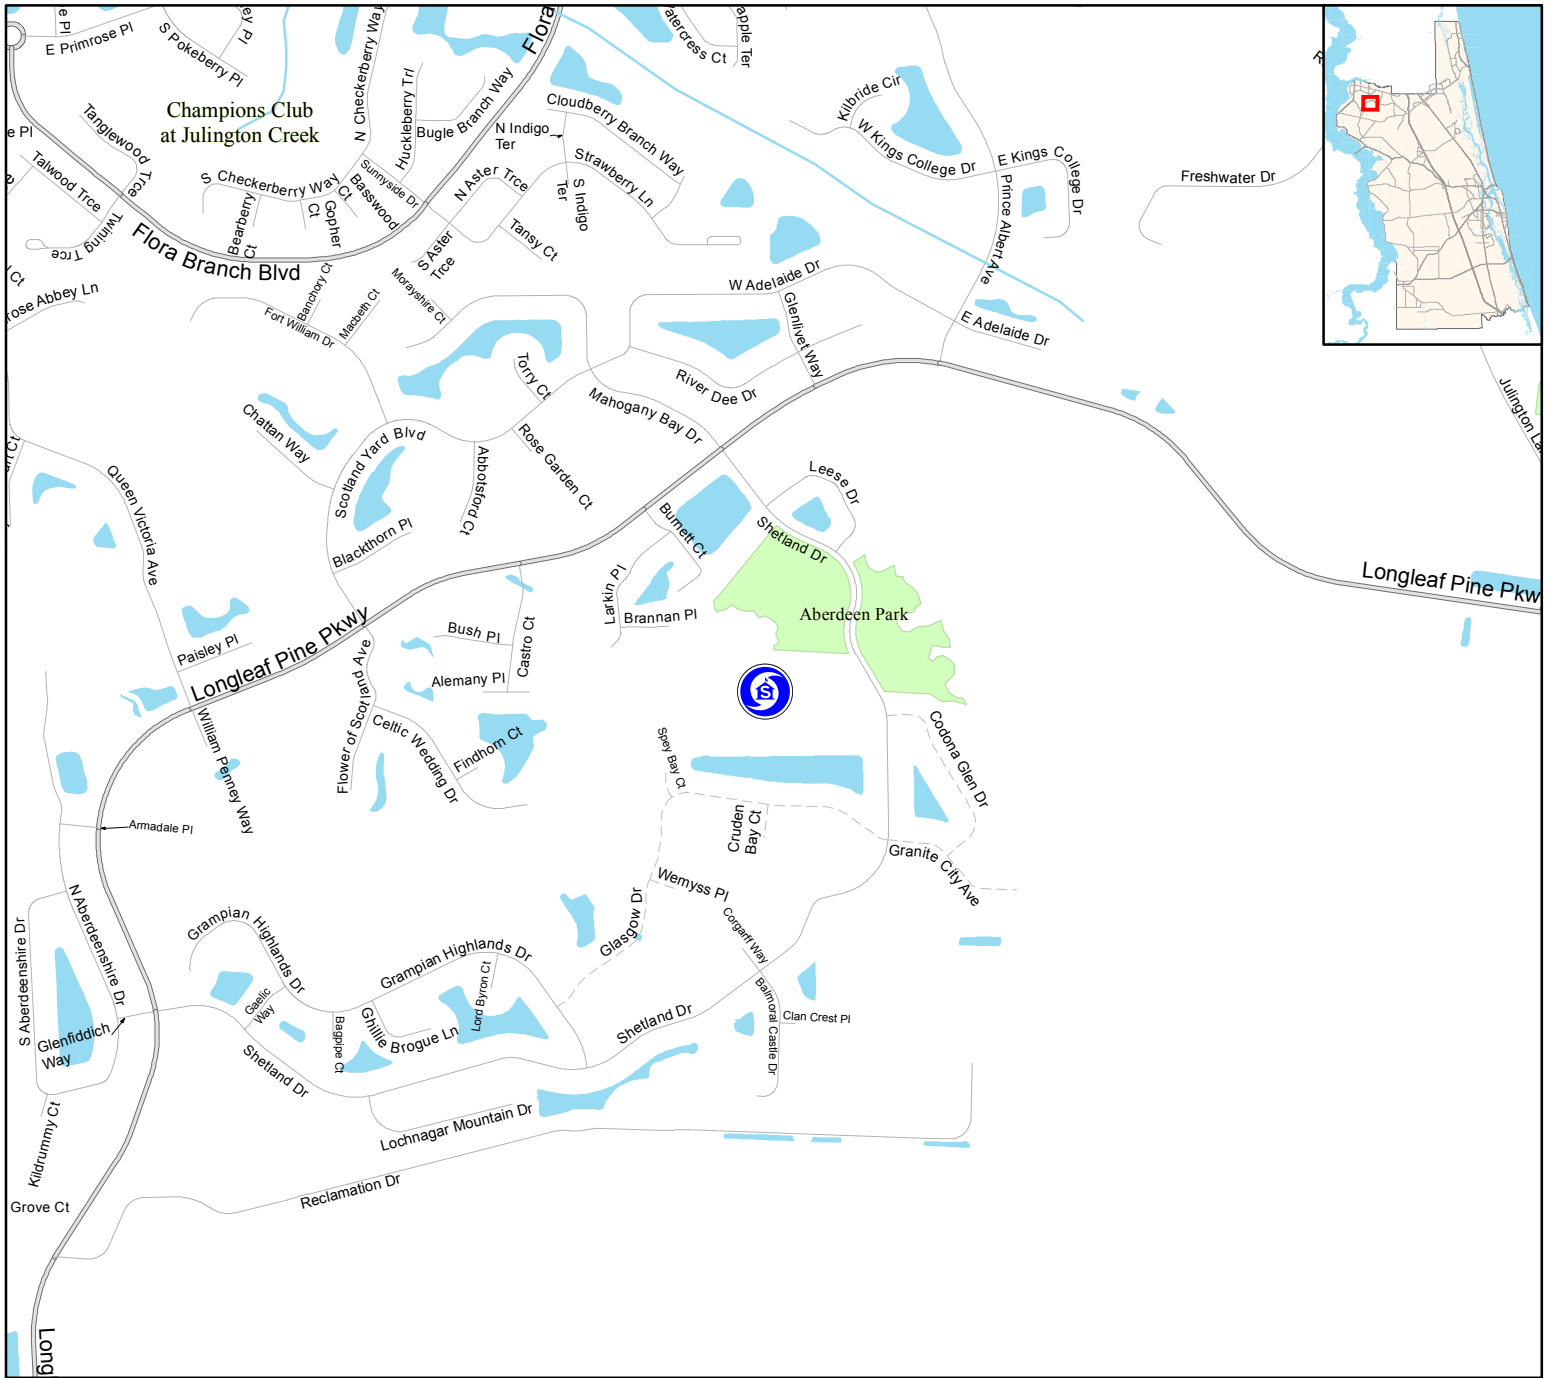 E Primrose Pl
S Pokeberry Pl
Flora
N Checkerberry Way
Huckleberry Trl
Bugle Branch Way
Champions Club
at Julington Creek
Tanglewood Trce
Talwood Trce
Twining Trce
S Checkerberry Way
Sunnyside Dr
Basswood
Ct
Gopher
Ct
Bearberry
Ct
Flora Branch Blvd
N Indigo
Ter
Cloudberry Branch Way
Strawberry Ln
S Indigo
Ter
N Aster Trce
S Aster
Trce
Tansy Ct
Kilbride Cir
W Kings College Dr
E Kings College Dr
Prince Albert Ave
Freshwater Dr
W Adelaide Dr
E Adelaide Dr
Glenlivet Way
River Dee Dr
Mahogany Bay Dr
Banchory Ct
Macbeth Ct
Morayshire Ct
Fort William Dr
Torry Ct
Rose Garden Ct
Abbotsford Ct
Chattan Way
Scotland Yard Blvd
Blackthorn Pl
Queen Victoria Ave
Paisley Pl
Longleaf Pine Pkwy
Leese Dr
Shetland Dr
Burnett Ct
Larkin Pl
Brannan Pl
Aberdeen Park
S
Longleaf Pine Pkw
Bush Pl
Castro Ct
Alemany Pl
Flower of Scotland Ave
Celtic Wedding Dr
Findhorn Ct
William Penney Way
Armadale Pl
Spey Bay Ct
Cruden
Bay Ct
Codona Glen Dr
Granite City Ave
Wemyss Pl
Glasgow Dr
Corgarff Way
Balmoral Castle Dr
Clan Crest Pl
N Aberdeenshire Dr
S Aberdeenshire Dr
Glenfiddich
Way
Grampian Highlands Dr
Gaelic
Way
Grampian Highlands Dr
Lord Byron Ct
Ghillie Brogue Ln
Bagpipe Ct
Shetland Dr
Shetland Dr
Lochnagar Mountain Dr
Reclamation Dr
Kildrummy Ct
Grove Ct
Long